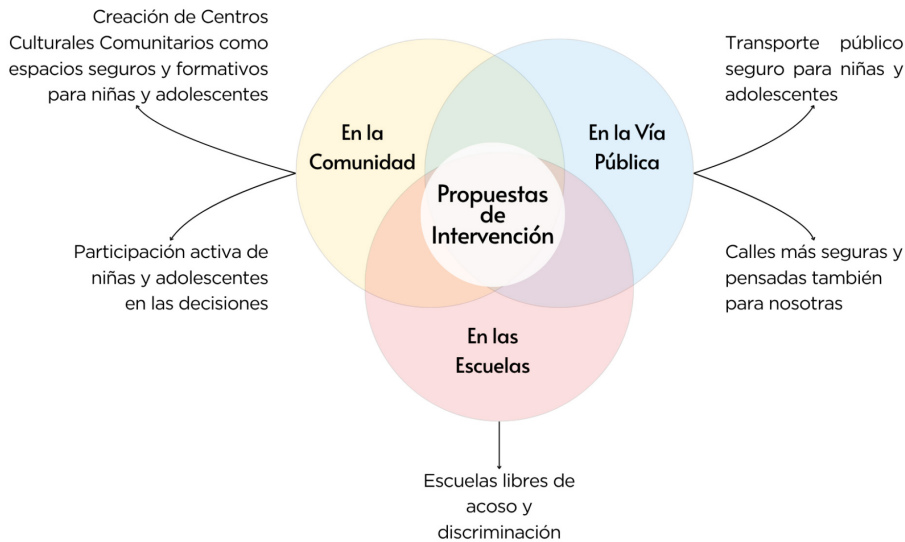 Creación de Centros
Culturales Comunitarios como
espacios seguros y formativos
para niñas y adolescentes
Participación activa de
niñas y adolescentes
en las decisiones
En la
Comunidad
Propuestas
de
Intervención
En la Vía
Pública
Transporte público
seguro para niñas y
adolescentes
Calles más seguras y
pensadas también
para nosotras
En las
Escuelas
Escuelas libres de
acoso y
discriminación